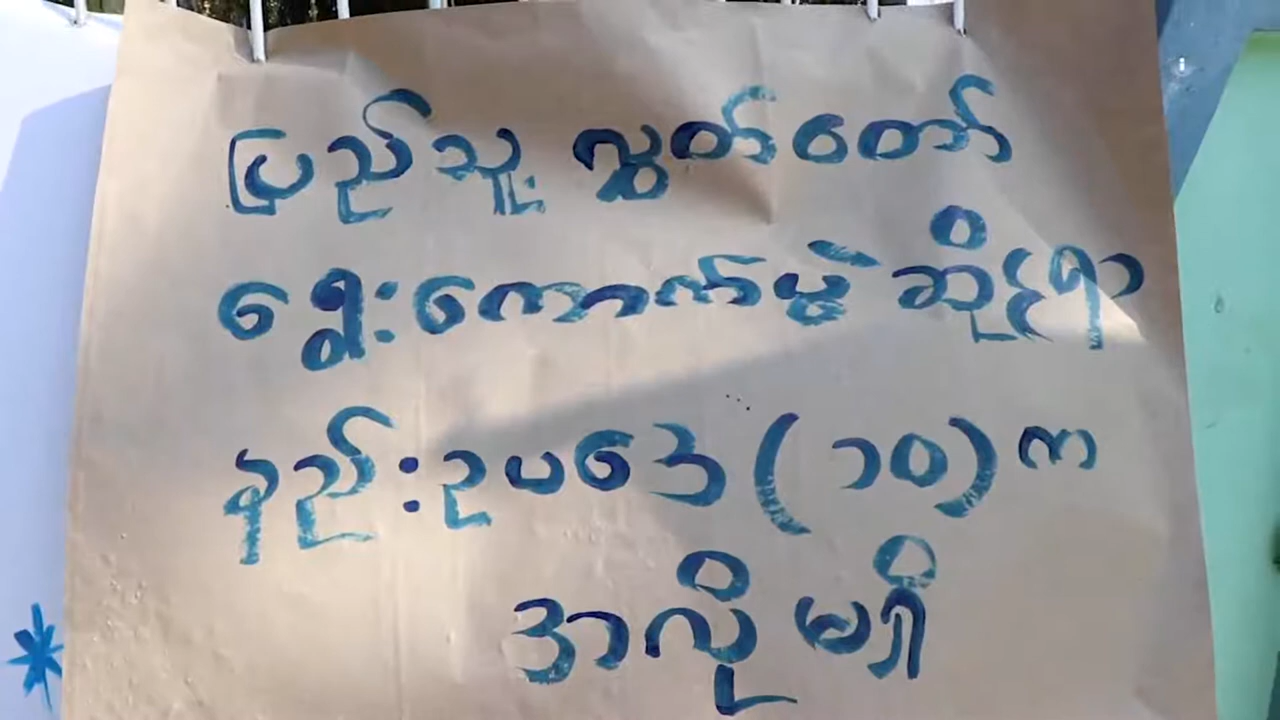 ပြည်သူ့ လွှတ်တော်
ရွေးကောက်ပွဲ ဆိုင်ရာ
နည်းဥပဒေ (၁၀) က
ဒာလို မရှိ